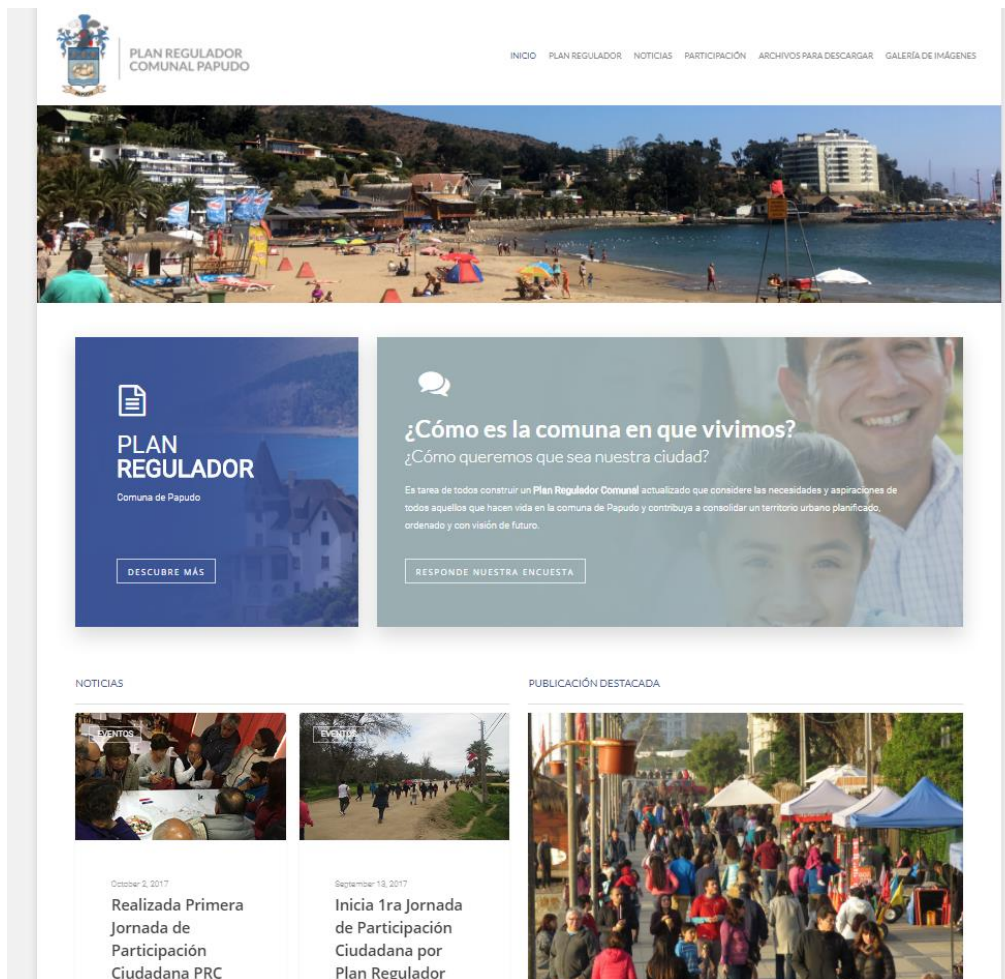 PLAN REGULADOR
COMUNAL PAPUDO
INICIO PLAN REGULADOR NOTICIAS PARTICIPACIÓN ARCHIVOS PARA DESCARGAR GALERÍA DE IMÁGENES
PLAN
REGULADOR
Comuna de Papudo
DESCUBRE MÁS
¿Cómo es la comuna en que vivimos?
¿Cómo queremos que sea nuestra ciudad?
Es tarea de todos construir un Plan Regulador Comunal actualizado que considere las necesidades y aspiraciones de
todos aquellos que hacen vida en la comuna de Papudo y contribuya a consolidar un territorio urbano planificado,
ordenado y con visión de futuro.
RESPONDE NUESTRA ENCUESTA
NOTICIAS
EVENTOS
October 2, 2017
Realizada Primera
Jornada de
Participación
Ciudadana PRC
EVENTOS
September 13, 2017
Inicia 1ra Jornada
de Participación
Ciudadana por
Plan Regulador
PUBLICACIÓN DESTACADA